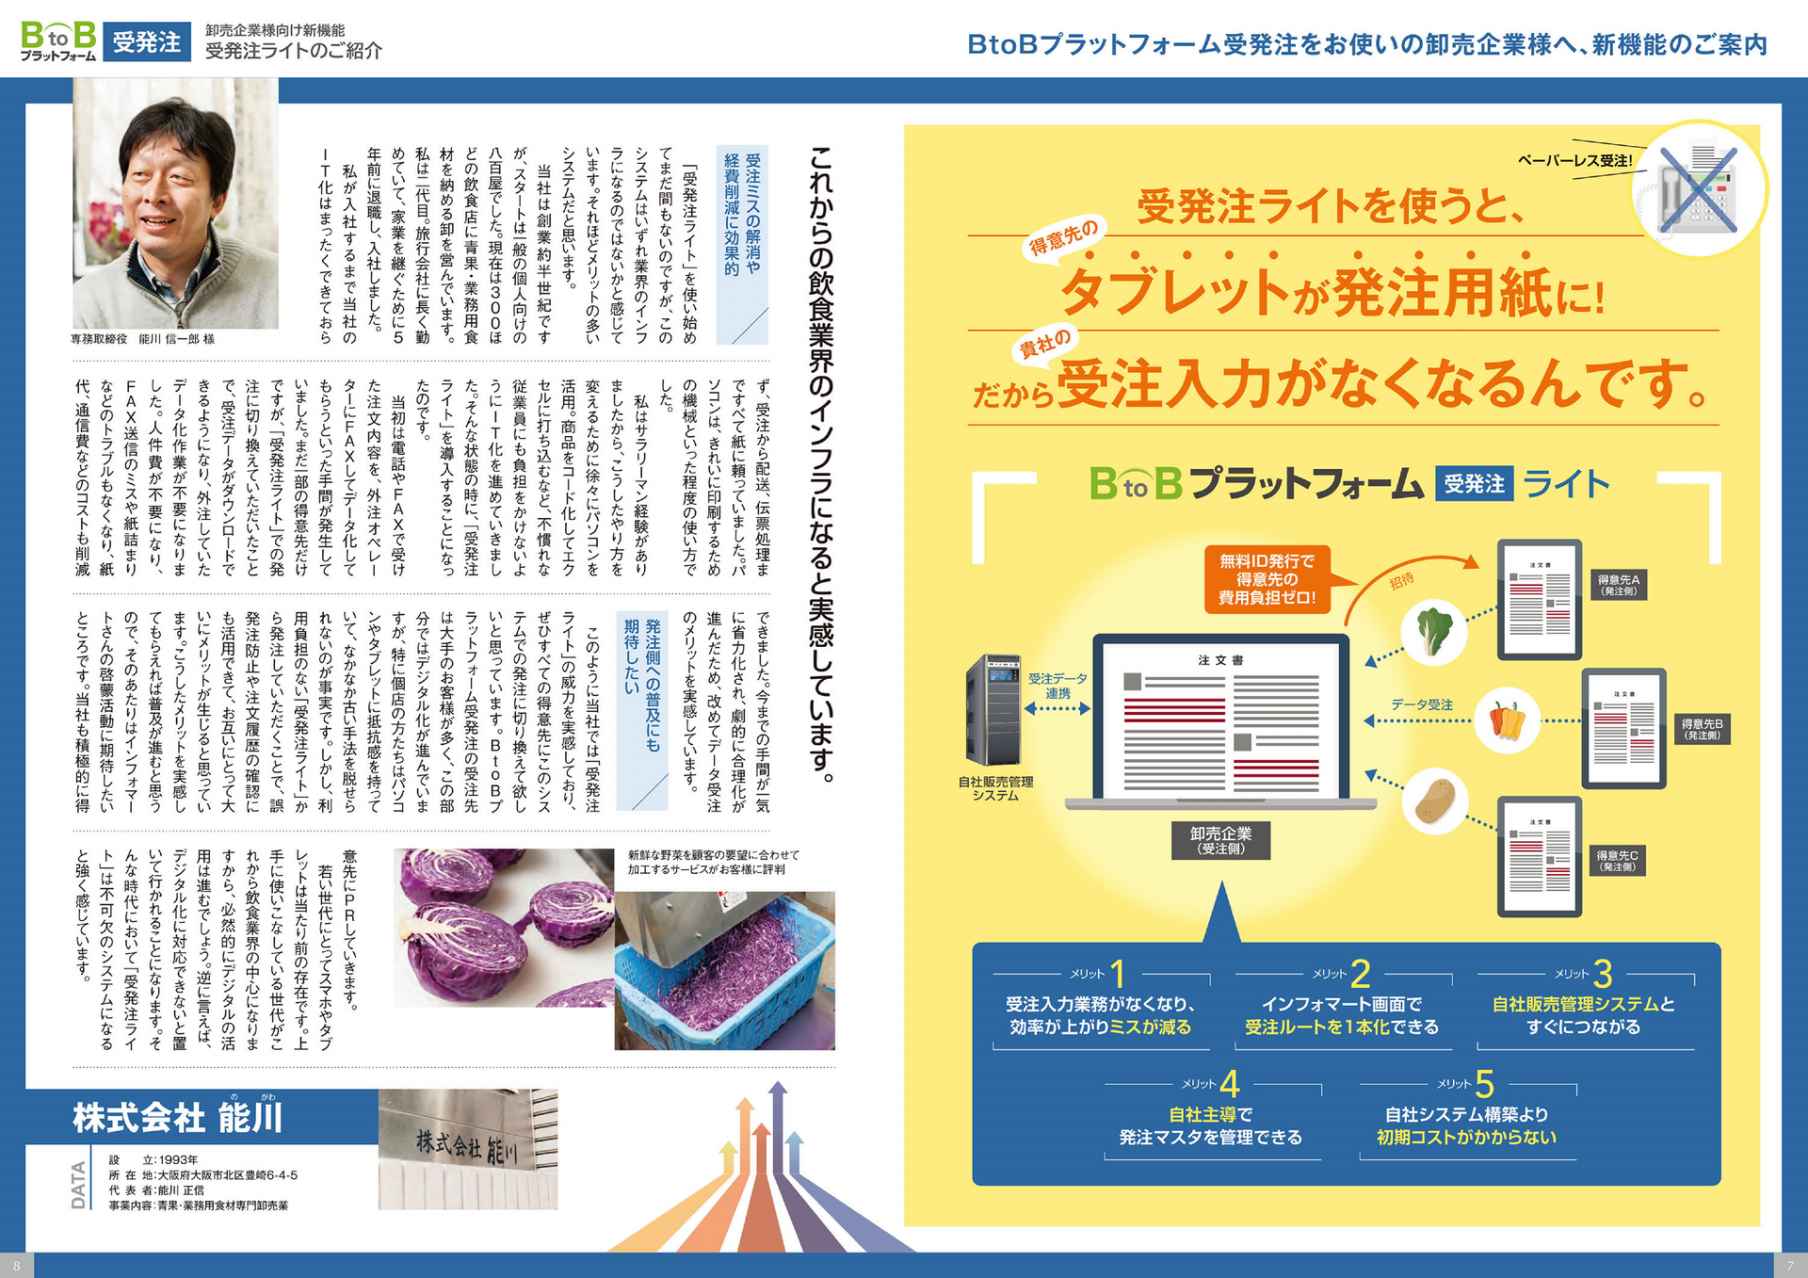 BtoB
プラットフォーム
受発注
卸売企業様向け新機能
受発注ライトのご紹介
BtoBプラットフォーム受発注をお使いの卸売企業様へ、新機能のご案内
ペーパーレス受注!
受発注ライトを使うと、
得意先の
タブレットが発注用紙に!
貴社の
だから受注入力がなくなるんです。
BtoBプラットフォーム 受発注 ライト
無料ID発行で
得意先の
費用負担ゼロ!
招待
注文書
得意先A
(発注側)
受注データ
連携
注文書
データ受注
注文書
得意先B
(発注側)
自社販売管理
システム
卸売企業
(受注側)
注文書
得意先C
(発注側)
メリット1
受注入力業務がなくなり、
効率が上がりミスが減る
メリット2
インフォマート画面で
受注ルートを1本化できる
メリット3
自社販売管理システムと
すぐにつながる
メリット4
自社主導で
発注マスタを管理できる
メリット5
自社システム構築より
初期コストがかからない
7
これからの飲食業界のインフラになると実感しています。
専務取締役 能川 信一郎 様
受注ミスの解消や
経費削減に効果的
「受発注ライト」を使い始め
てまだ間もないのですが、この
システムはいずれ業界のインフ
ラになるのではないかと感じて
います。それほどメリットの多い
システムだと思います。
当社は創業約半世紀です
が、スタートは一般の個人向けの
八百屋でした。現在は300ほ
どの飲食店に青果・業務用食
材を納める卸を営んでいます。
私は二代目。旅行会社に長く勤
めていて、家業を継ぐために5
年前に退職し、入社しました。
私が入社するまで当社の
IT化はまったくできておら
ず、受注から配送、伝票処理ま
ですべて紙に頼っていました。パ
ソコンは、きれいに印刷するため
の機械といった程度の使い方で
した。
私はサラリーマン経験があり
ましたから、こうしたやり方を
変えるために徐々にパソコンを
活用。商品をコード化してエク
セルに打ち込むなど、不慣れな
従業員にも負担をかけないよ
うにIT化を進めていきまし
た。そんな状態の時に、「受発注
ライト」を導入することになっ
たのです。
当初は電話やFAXで受け
た注文内容を、外注オペレー
ターにFAXしてデータ化して
もらうといった手間が発生して
いました。まだ一部の得意先だけ
ですが、「受発注ライト」での発
注に切り換えていただいたこと
で、受注データがダウンロードで
きるようになり、外注していた
データ化作業が不要になりま
した。人件費が不要になり、
FAX送信のミスや紙詰まり
などのトラブルもなくなり、紙
代、通信費などのコストも削減
できました。今までの手間が一気
に省力化され、劇的に合理化が
進んだため、改めてデータ受注
のメリットを実感しています。
発注側への普及にも
期待したい
このように当社では「受発注
ライト」の威力を実感しており、
ぜひすべての得意先にこのシス
テムでの発注に切り換えて欲し
いと思っています。BtoBプ
ラットフォーム受発注の受注先
は大手のお客様が多く、この部
分ではデジタル化が進んでいま
すが、特に個店の方たちはパソコ
ンやタブレットに抵抗感を持って
いて、なかなか古い手法を脱せら
れないのが事実です。しかし、利
用負担のない「受発注ライト」か
ら発注していただくことで、誤
発注防止や注文履歴の確認に
も活用できて、お互いにとって大
いにメリットが生じると思ってい
ます。こうしたメリットを実感し
てもらえれば普及が進むと思う
ので、そのあたりはインフォマー
トさんの啓蒙活動に期待したい
ところです。当社も積極的に得
意先にPRしていきます。
若い世代にとってスマホやタブ
レットは当たり前の存在です。上
手に使いこなしている世代がこ
れから飲食業界の中心になりま
すから、必然的にデジタルの活
用は進むでしょう。逆に言えば、
デジタル化に対応できないと置
いて行かれることになります。そ
んな時代において「受発注ライ
ト」は不可欠のシステムになる
と強く感じています。
新鮮な野菜を顧客の要望に合わせて
加工するサービスがお客様に評判
株式会社 能川
の がわ
株式会社 能川
DATA
設 立:1993年
所 在 地:大阪府大阪市北区豊崎6-4-5
代 表 者:能川 正信
事業内容:青果・業務用食材専門卸売業
8